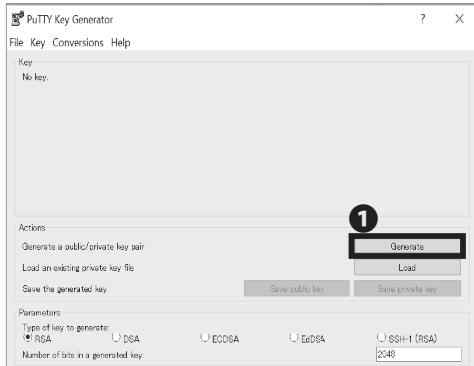 PuTTY Key Generator ? ×
File Key Conversions Help
Key
No key.
1
Actions
Generate a public/private key pair Generate
Load an existing private key file Load
Save the generated key Save public key Save private key
Parameters
Type of key to generate:
RSA DSA ECDSA EdDSA SSH-1 (RSA)
Number of bits in a generated key: 2048